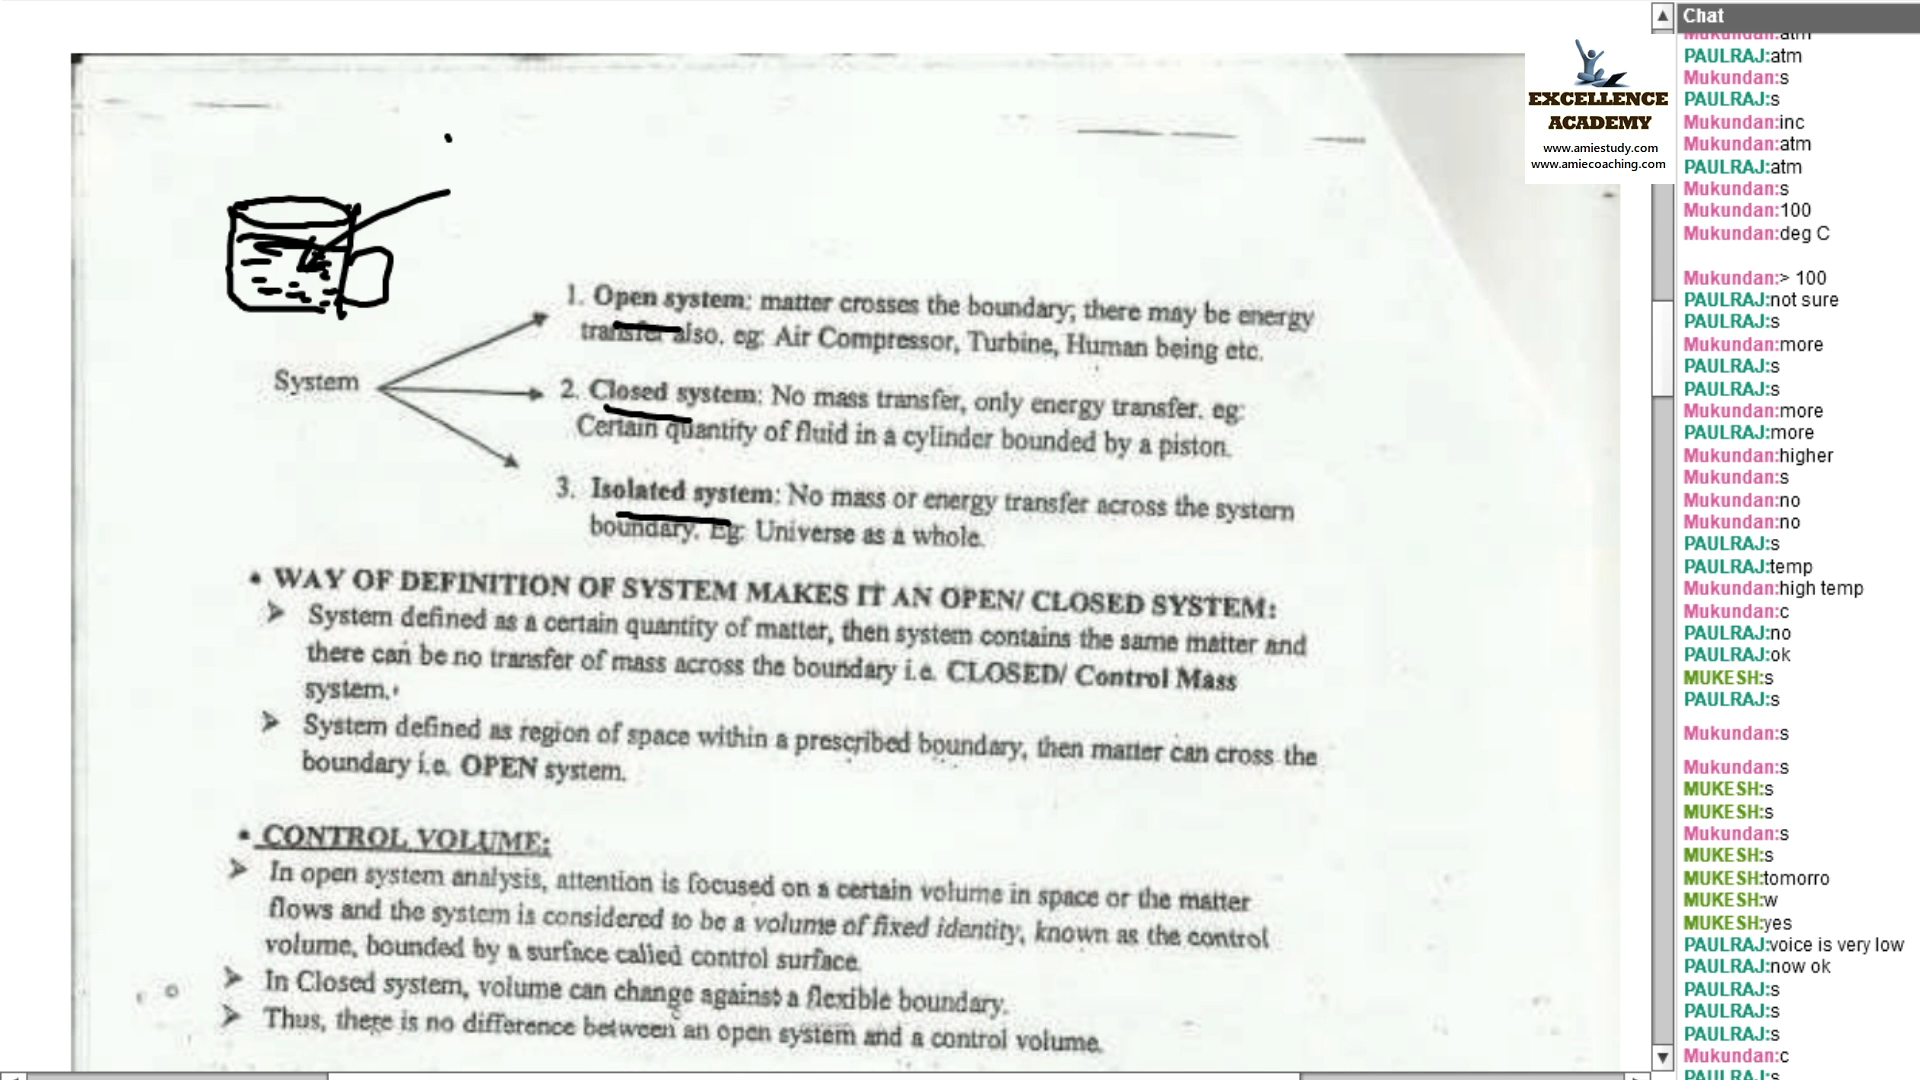 1. Open system: matter crosses the boundary; there may be energy
transfer also. eg: Air Compressor, Turbine, Human being etc.
System
2. Closed system: No mass transfer, only energy transfer. eg:
Certain quantity of fluid in a cylinder bounded by a piston.
3. Isolated system: No mass or energy transfer across the system
boundary. Eg: Universe as a whole.
• WAY OF DEFINITION OF SYSTEM MAKES IT AN OPEN/ CLOSED SYSTEM:
➢ System defined as a certain quantity of matter, then system contains the same matter and
there can be no transfer of mass across the boundary i.e. CLOSED/ Control Mass
system.
➢ System defined as region of space within a prescribed boundary, then matter can cross the
boundary i.e. OPEN system.
• CONTROL VOLUME:
➢ In open system analysis, attention is focused on a certain volume in space or the matter
flows and the system is considered to be a volume of fixed identity, known as the control
volume, bounded by a surface called control surface.
➢ In Closed system, volume can change against a flexible boundary.
➢ Thus, there is no difference between an open system and a control volume.
EXCELLENCE
ACADEMY
www.amiestudy.com
www.amiecoaching.com
Chat
Mukundan:atm
PAULRAJ:atm
Mukundan:s
PAULRAJ:s
Mukundan:inc
Mukundan:atm
PAULRAJ:atm
Mukundan:s
Mukundan:100
Mukundan:deg C
Mukundan:> 100
PAULRAJ:not sure
PAULRAJ:s
Mukundan:more
PAULRAJ:s
PAULRAJ:s
Mukundan:more
PAULRAJ:more
Mukundan:higher
Mukundan:s
Mukundan:no
Mukundan:no
PAULRAJ:s
PAULRAJ:temp
Mukundan:high temp
Mukundan:c
PAULRAJ:no
PAULRAJ:ok
MUKESH:s
PAULRAJ:s
Mukundan:s
Mukundan:s
MUKESH:s
MUKESH:s
Mukundan:s
MUKESH:s
MUKESH:tomorro
MUKESH:w
MUKESH:yes
PAULRAJ:voice is very low
PAULRAJ:now ok
PAULRAJ:s
PAULRAJ:s
PAULRAJ:s
Mukundan:c
PAULRAJ:s